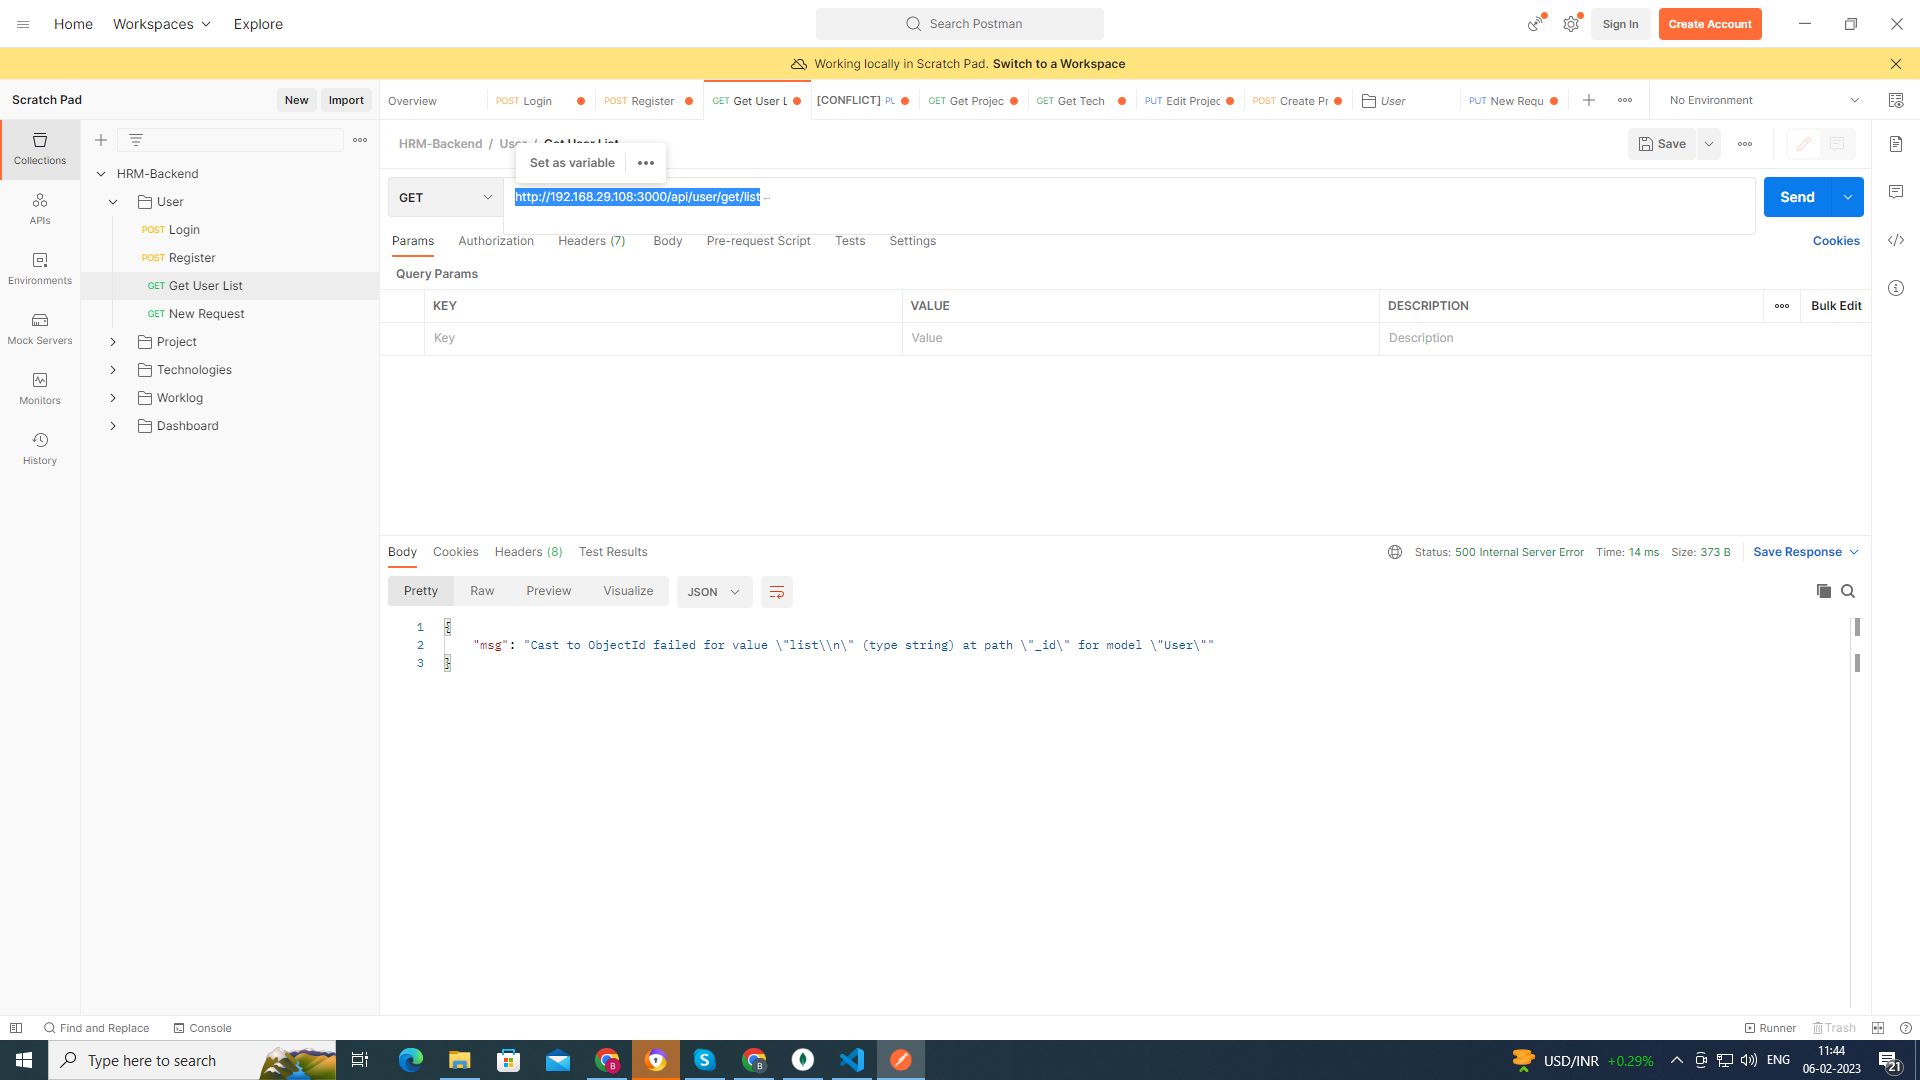 Home
Workspaces
Explore
Search Postman
Sign In
Create Account
Working locally in Scratch Pad. Switch to a Workspace
Scratch Pad
New
Import
Overview
POST Login
POST Register
GET Get User L
[CONFLICT] PU
GET Get Projec
GET Get Tech
PUT Edit Projec
POST Create Pr
User
PUT New Requ
No Environment
Collections
APIs
Environments
Mock Servers
Monitors
History
HRM-Backend
User
POST Login
POST Register
GET Get User List
GET New Request
Project
Technologies
Worklog
Dashboard
HRM-Backend / User / Get User List
Set as variable
Save
GET
http://192.168.29.108:3000/api/user/get/list
Send
Params
Authorization
Headers (7)
Body
Pre-request Script
Tests
Settings
Cookies
Query Params
KEY
VALUE
DESCRIPTION
Bulk Edit
Key
Value
Description
Body
Cookies
Headers (8)
Test Results
Status: 500 Internal Server Error
Time: 14 ms
Size: 373 B
Save Response
Pretty
Raw
Preview
Visualize
JSON
1 {
2 "msg": "Cast to ObjectId failed for value \"list\\n\" (type string) at path \"_id\" for model \"User\""
3 }
Find and Replace
Console
Runner
Trash
Type here to search
USD/INR +0.29%
ENG
11:44
06-02-2023
21